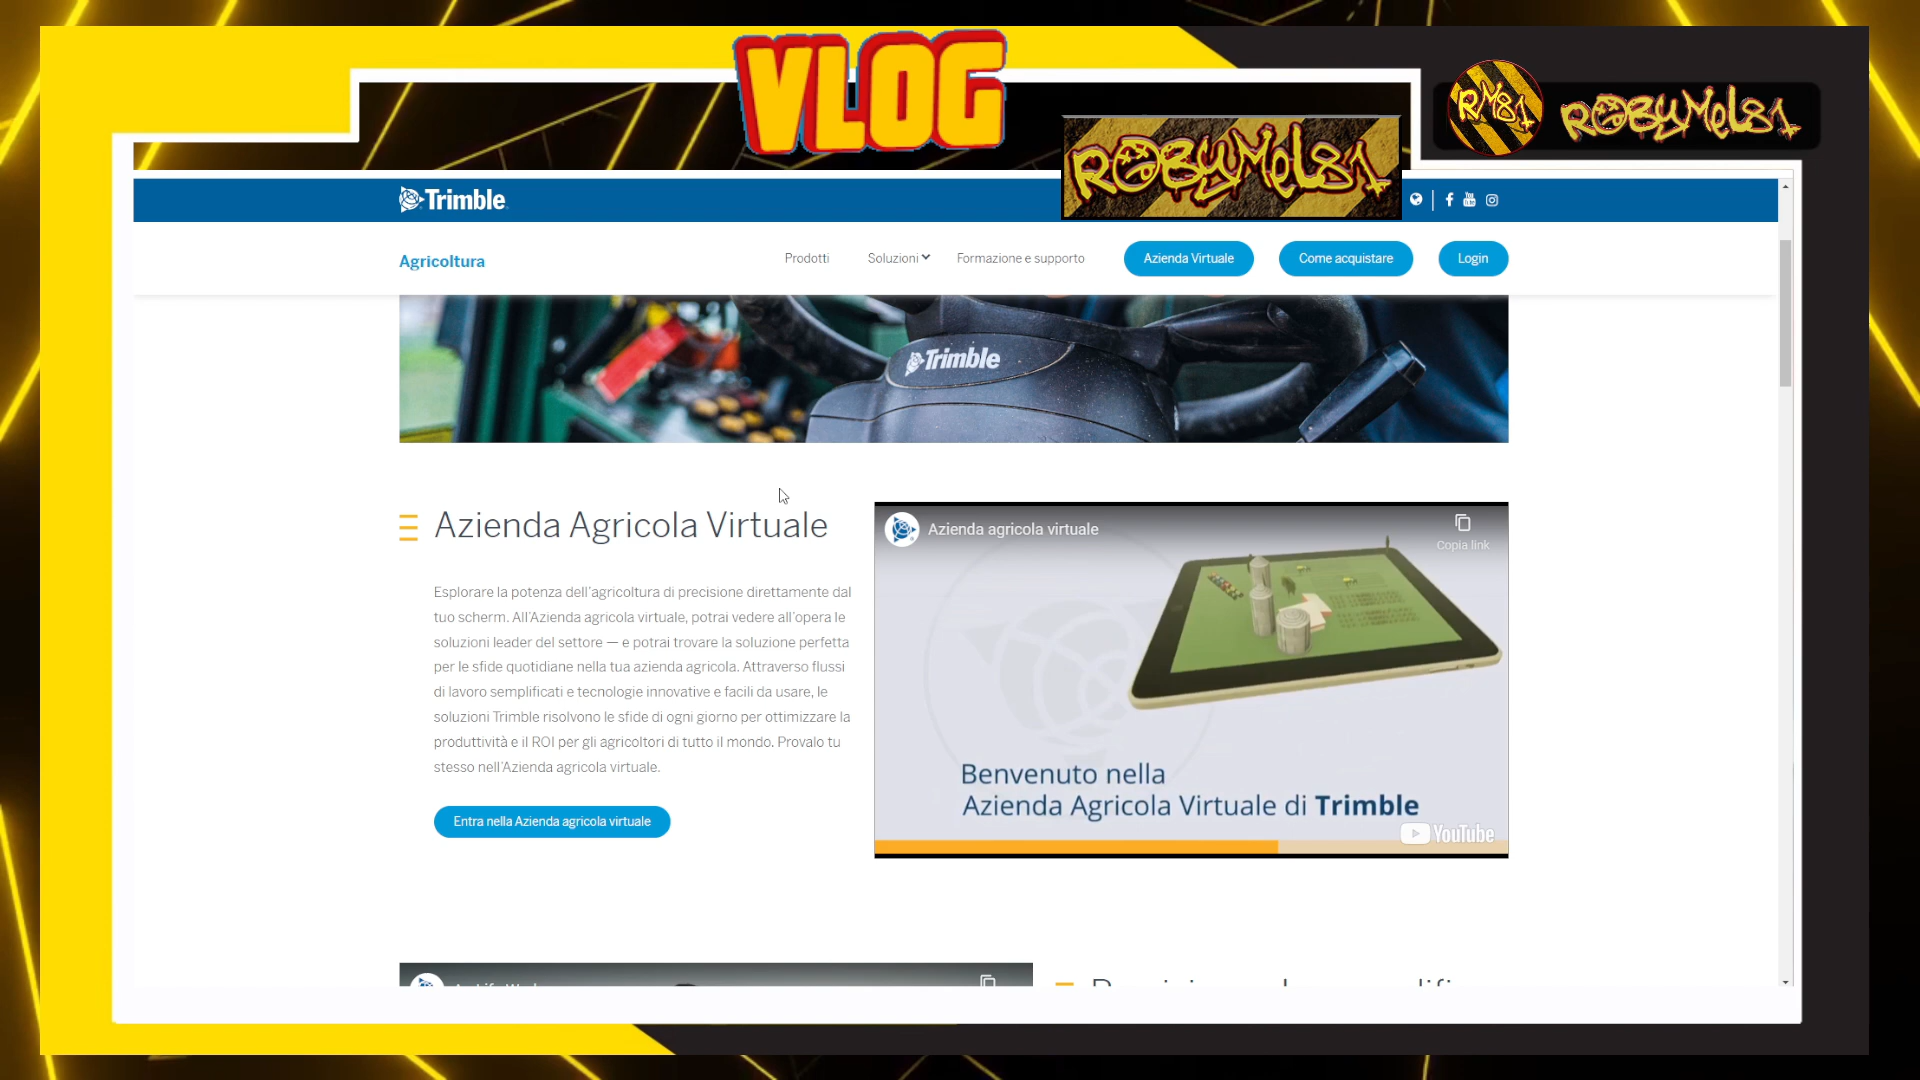 VLOG
RM81
RobyMel81
RobyMel81
Trimble
Agricoltura
Prodotti
Soluzioni
Formazione e supporto
Azienda Virtuale
Come acquistare
Login
Trimble
Azienda Agricola Virtuale
Esplorare la potenza dell'agricoltura di precisione direttamente dal
tuo scherm. All'Azienda agricola virtuale, potrai vedere all'opera le
soluzioni leader del settore — e potrai trovare la soluzione perfetta
per le sfide quotidiane nella tua azienda agricola. Attraverso flussi
di lavoro semplificati e tecnologie innovative e facili da usare, le
soluzioni Trimble risolvono le sfide di ogni giorno per ottimizzare la
produttività e il ROI per gli agricoltori di tutto il mondo. Provalo tu
stesso nell'Azienda agricola virtuale.
Entra nella Azienda agricola virtuale
Azienda agricola virtuale
Copia link
Benvenuto nella
Azienda Agricola Virtuale di Trimble
YouTube